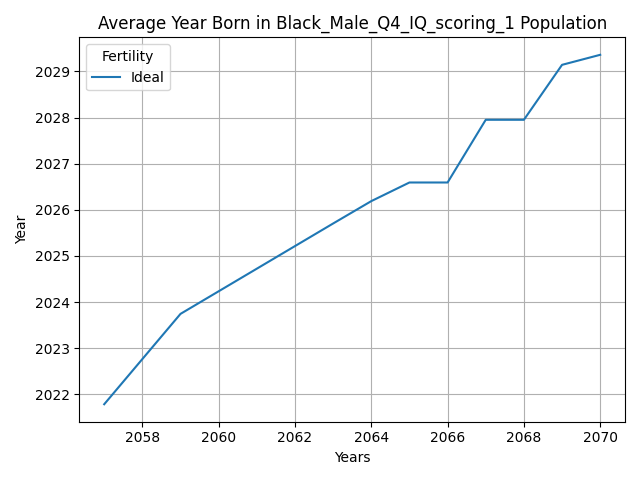 Average Year Born in Black_Male_Q4_IQ_scoring_1 Population
Fertility
Ideal
2029
2028
2027
2026
2025
2024
2023
2022
Year
2058 2060 2062 2064 2066 2068 2070
Years